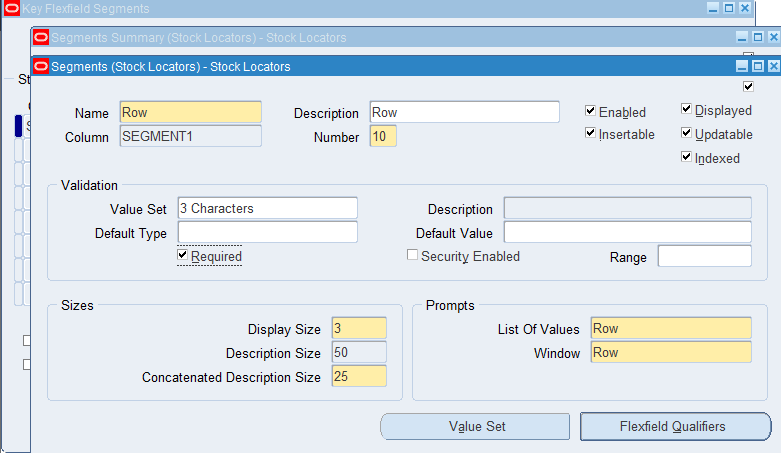 Key Flexfield Segments
Segments Summary (Stock Locators) - Stock Locators
Segments (Stock Locators) - Stock Locators
Name Row Description Row Enabled Displayed
Column SEGMENT1 Number 10 Insertable Updatable
Indexed
Validation
Value Set 3 Characters Description
Default Type Default Value
Required Security Enabled Range
Sizes Prompts
Display Size 3 List Of Values Row
Description Size 50 Window Row
Concatenated Description Size 25
Value Set Flexfield Qualifiers